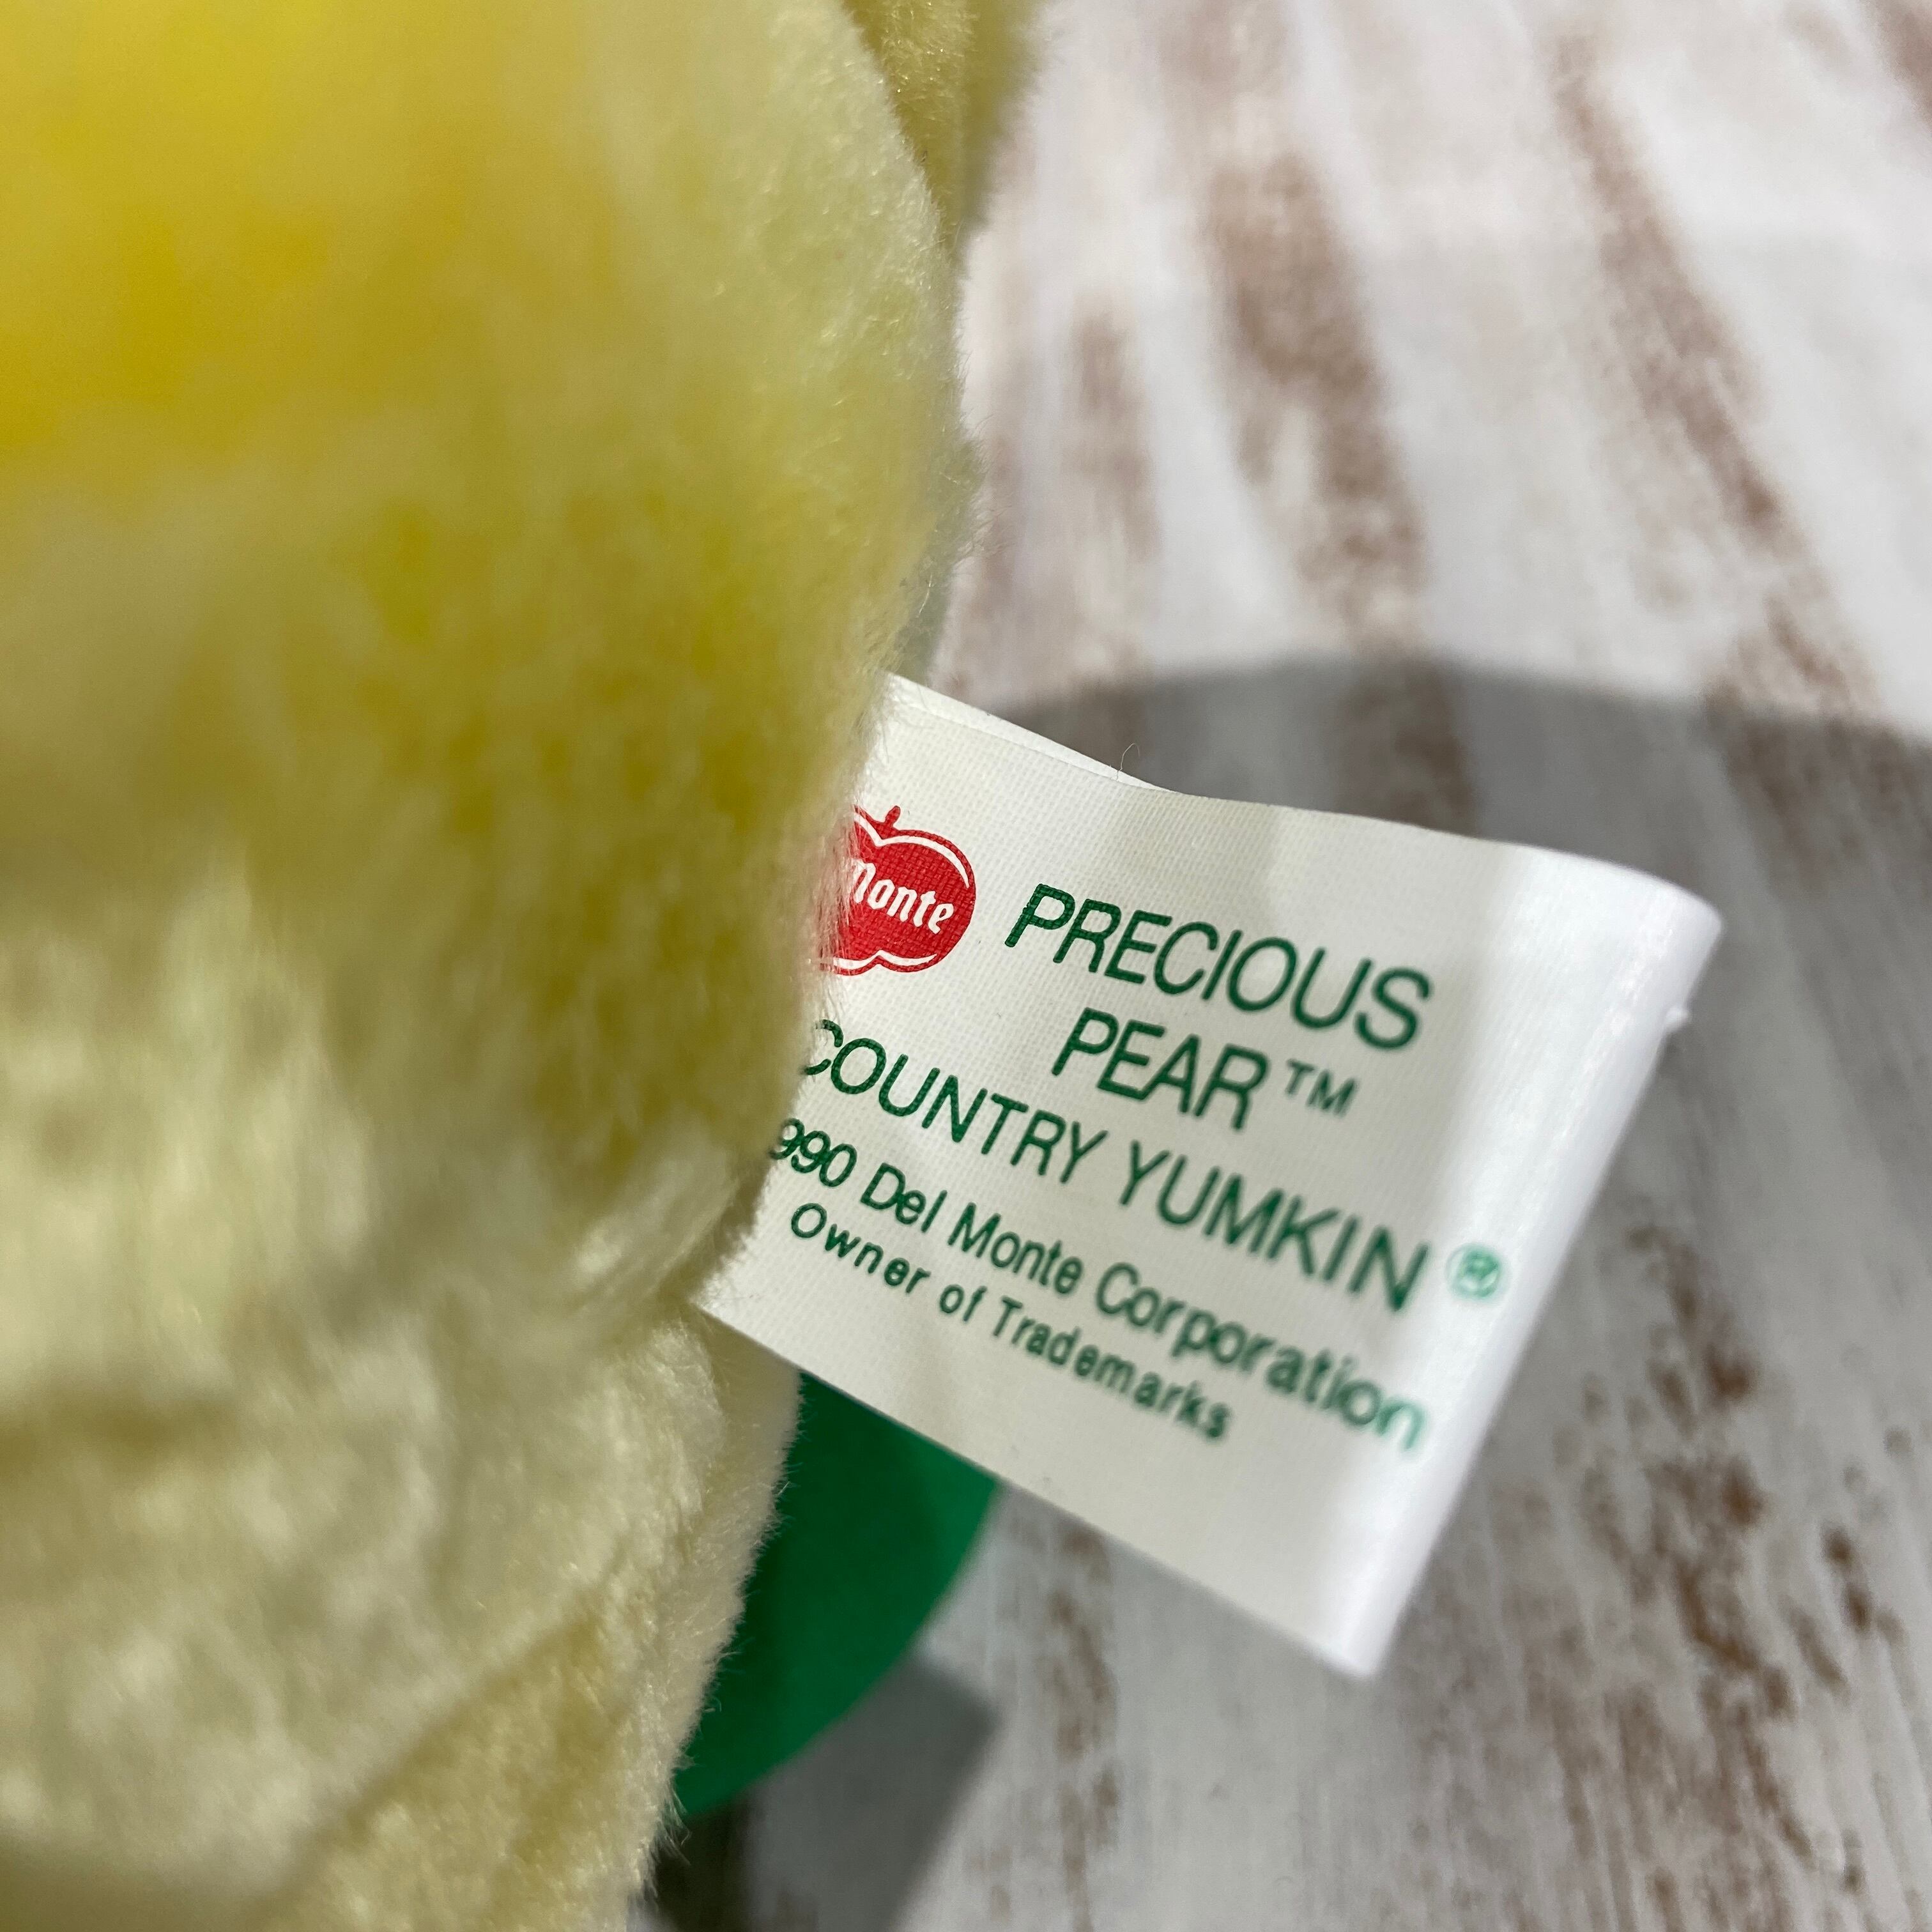 Monte
PRECIOUS
PEAR™
COUNTRY YUMKIN®
990 Del Monte Corporation
Owner of Trademarks